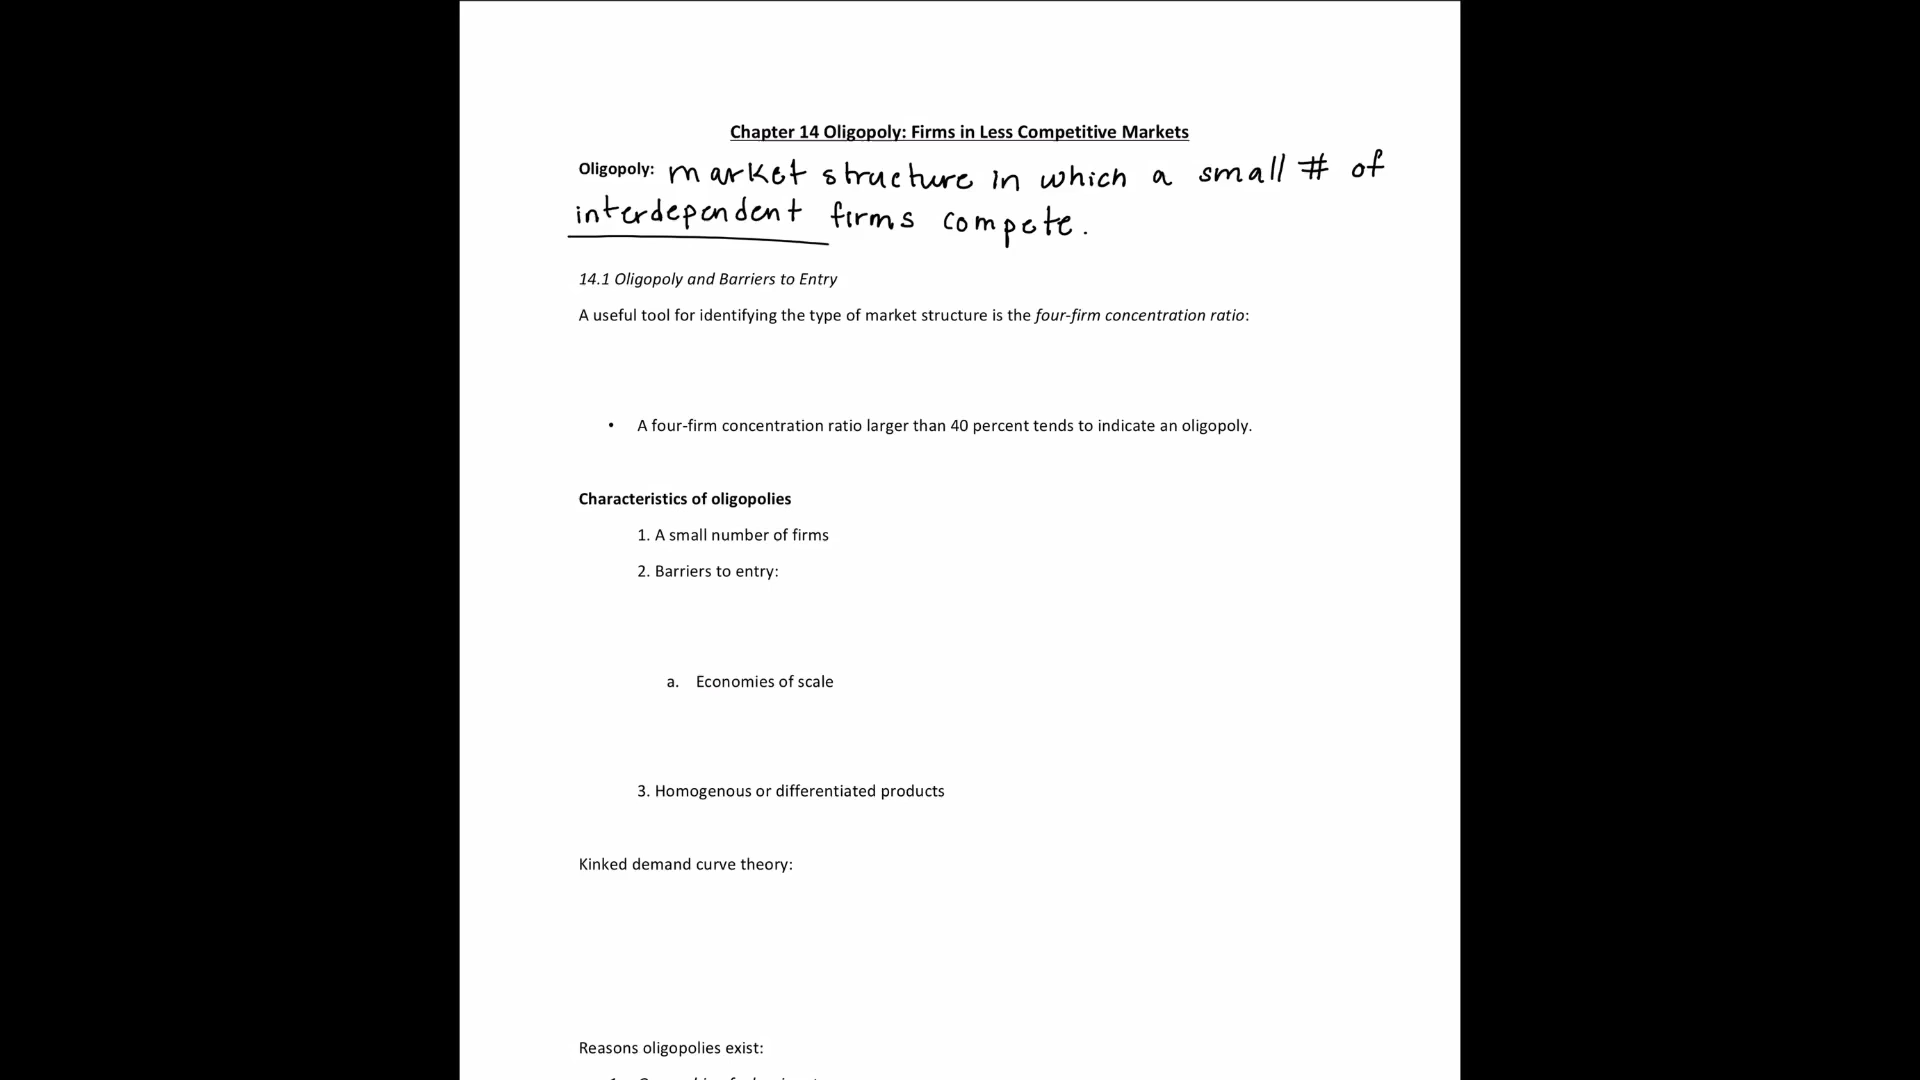 Chapter 14 Oligopoly: Firms in Less Competitive Markets
Oligopoly: market structure in which a small # of
interdependent firms compete.
14.1 Oligopoly and Barriers to Entry
A useful tool for identifying the type of market structure is the four-firm concentration ratio:
• A four-firm concentration ratio larger than 40 percent tends to indicate an oligopoly.
Characteristics of oligopolies
1. A small number of firms
2. Barriers to entry:
a. Economies of scale
3. Homogenous or differentiated products
Kinked demand curve theory:
Reasons oligopolies exist: